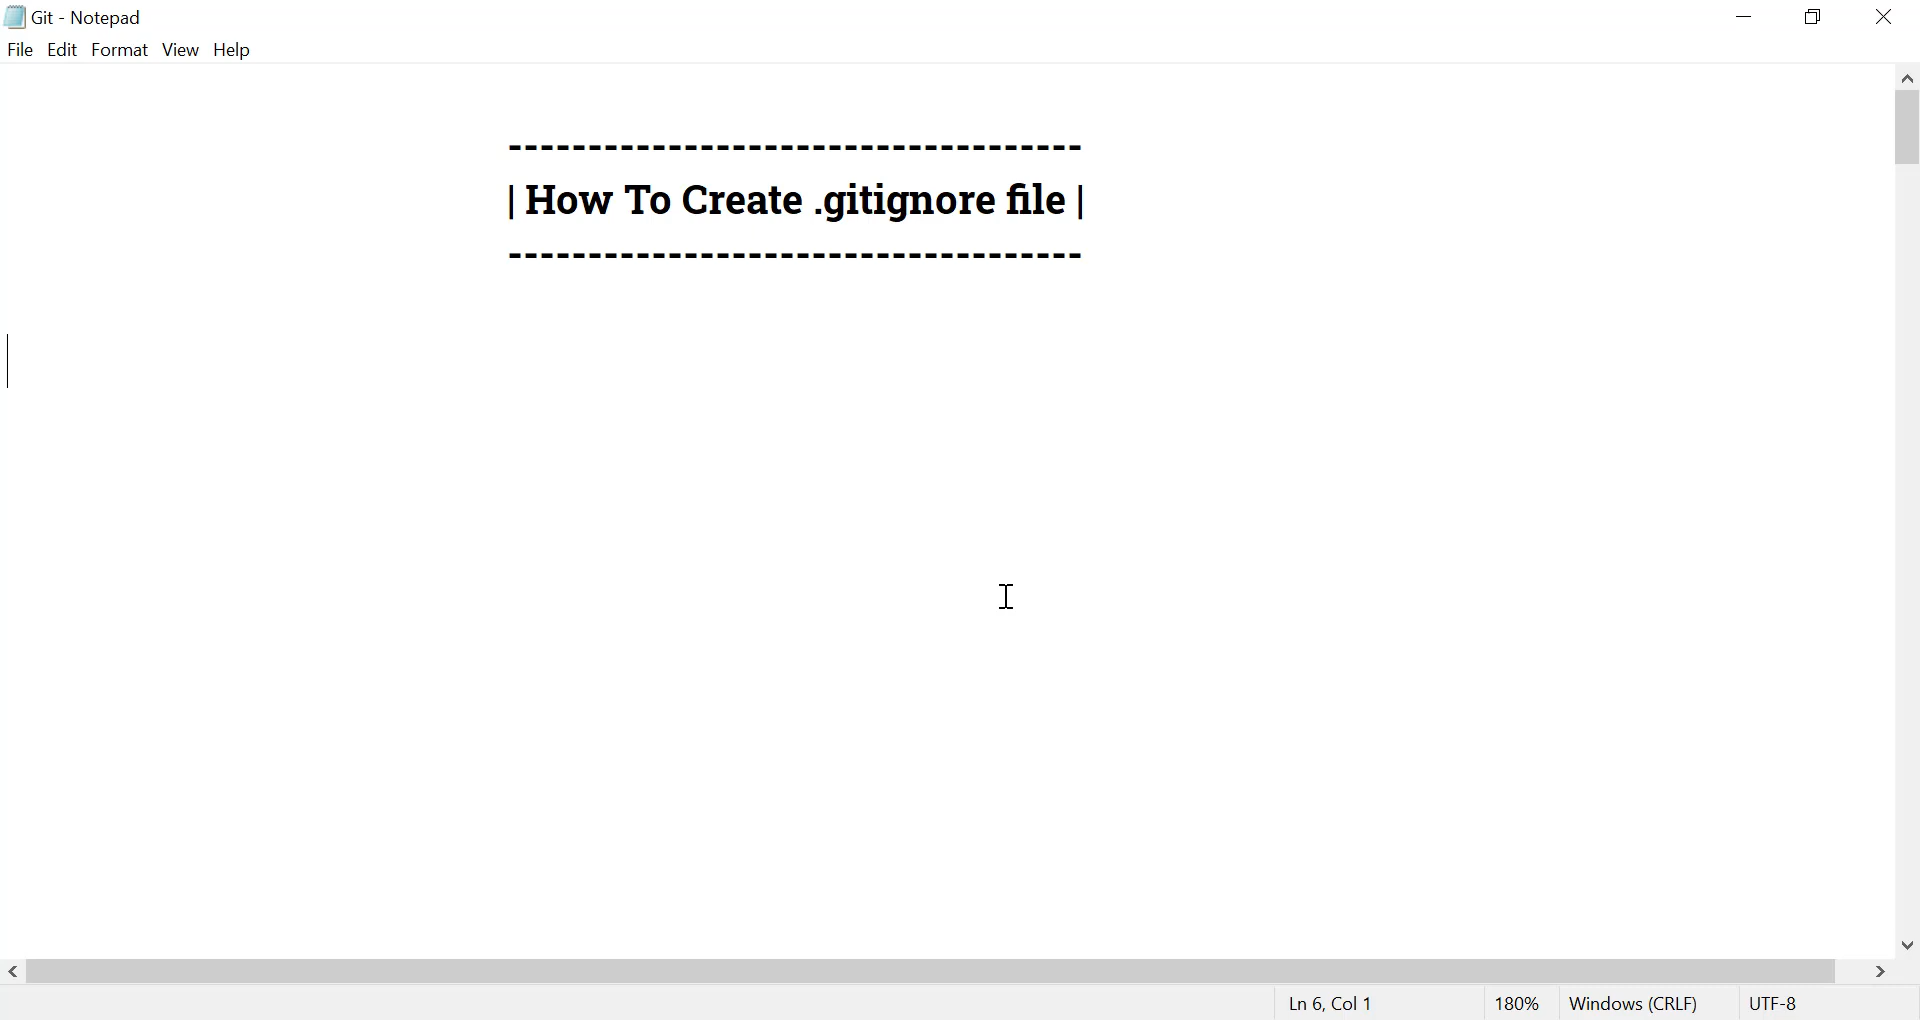 Git - Notepad
File Edit Format View Help
------------------------------------
| How To Create .gitignore file |
------------------------------------
Ln 6, Col 1 180% Windows (CRLF) UTF-8